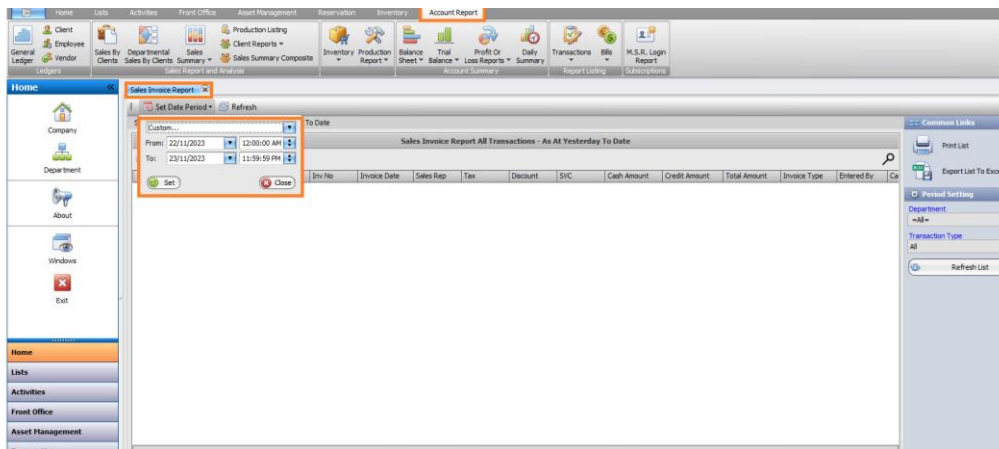 Home Lists Activities Front Office Asset Management Reservation Inventory Account Report
General Ledger
Client
Employee
Vendor
Ledgers
Sales By Clients
Departmental Sales By Clients
Sales Summary
Production Listing
Client Reports
Sales Summary Composite
Sales Report and Analysis
Inventory
Production Report
Balance Sheet
Trial Balance
Profit Or Loss Reports
Daily Summary
Account Summary
Transactions
Bills
Report Listing
M.S.R. Login Report
Subscriptions
Home
Sales Invoice Report
Set Date Period Refresh
Custom...
From: 22/11/2023 12:00:00 AM
To: 23/11/2023 11:59:59 PM
Set Close
To Date
Sales Invoice Report All Transactions - As At Yesterday To Date
Inv No Invoice Date Sales Rep Tax Discount SVC Cash Amount Credit Amount Total Amount Invoice Type Entered By Ca
Company
Department
About
Windows
Exit
Home
Lists
Activities
Front Office
Asset Management
Common Links
Print List
Export List To Exc
Period Setting
Department
=All=
Transaction Type
All
Refresh List